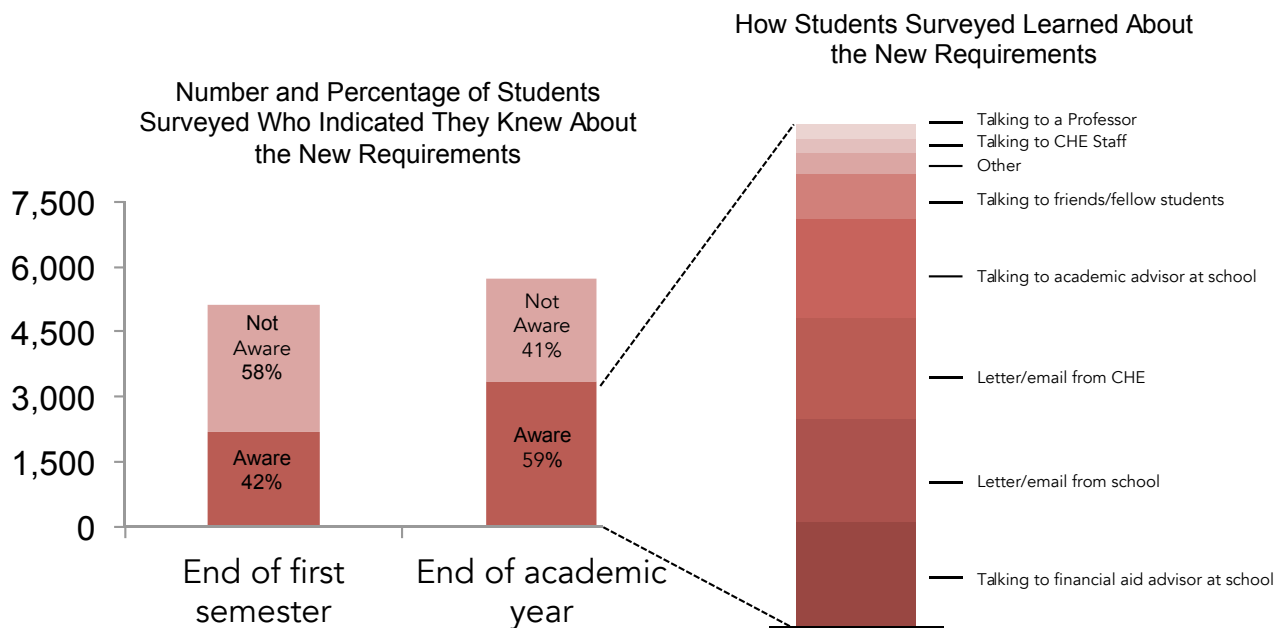 How Students Surveyed Learned About
the New Requirements
Number and Percentage of Students
Surveyed Who Indicated They Knew About
the New Requirements
7,500
6,000
4,500
3,000
1,500
0
Not
Aware
58%
Aware
42%
Not
Aware
41%
Aware
59%
End of first
semester
End of academic
year
Talking to a Professor
Talking to CHE Staff
Other
Talking to friends/fellow students
Talking to academic advisor at school
Letter/email from CHE
Letter/email from school
Talking to financial aid advisor at school